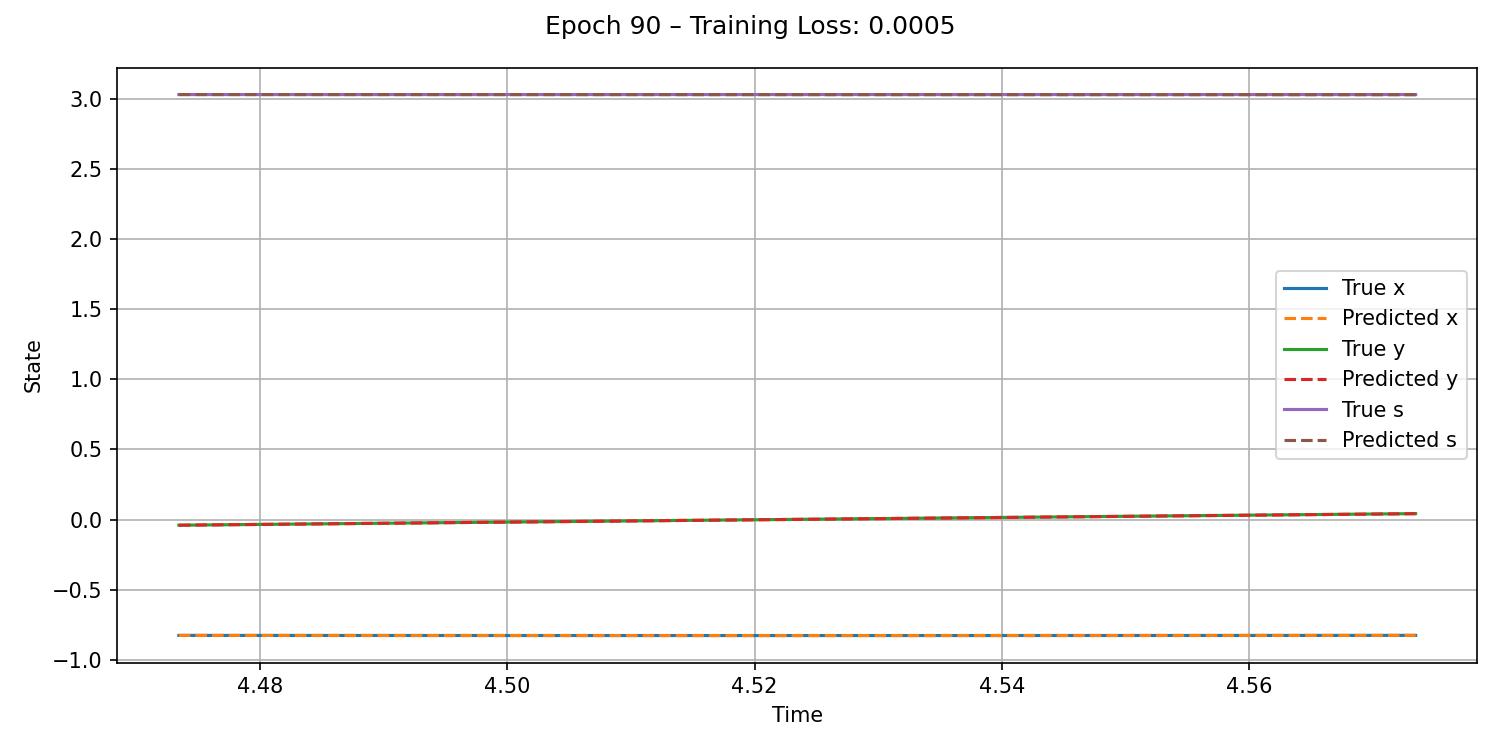 Epoch 90 – Training Loss: 0.0005
3.0
2.5
2.0
1.5
1.0
0.5
0.0
−0.5
−1.0
State
True x
Predicted x
True y
Predicted y
True s
Predicted s
4.48 4.50 4.52 4.54 4.56
Time